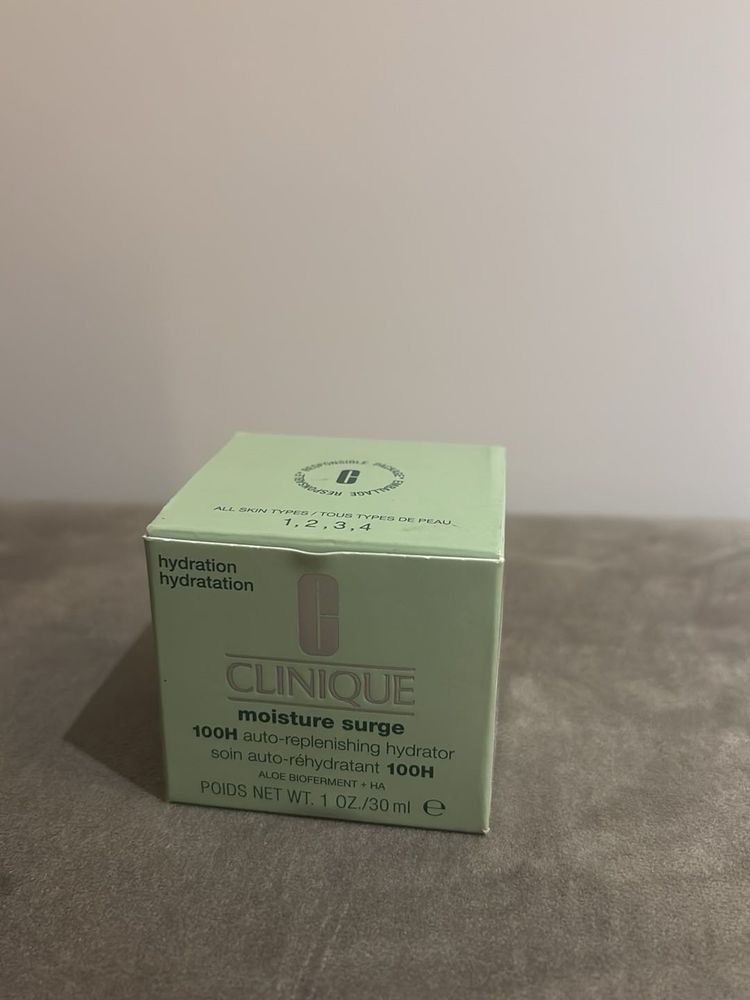 RESPONSIBLE PACKAGE* EMBALLAGE RESPONSABLE*
C
ALL SKIN TYPES / TOUS TYPES DE PEAU
1, 2, 3, 4
hydration
hydratation
C
CLINIQUE
moisture surge
100H auto-replenishing hydrator
soin auto-réhydratant 100H
ALOE BIOFERMENT + HA
POIDS NET WT. 1 OZ./30 ml ℮